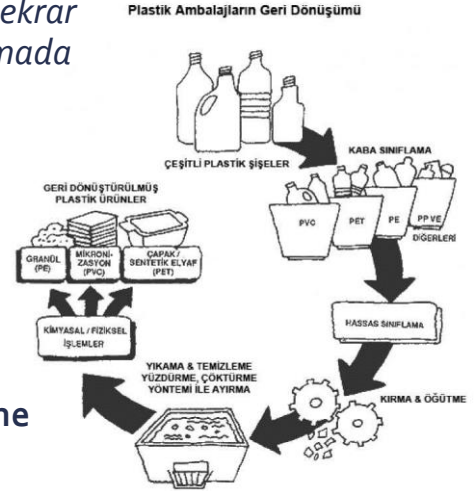 Plastik Ambalajların Geri Dönüşümü
ÇEŞİTLİ PLASTİK ŞİŞELER
KABA SINIFLAMA
PVC
PET
PE
PP VE
DİĞERLERİ
HASSAS SINIFLAMA
KIRMA & ÖĞÜTME
YIKAMA & TEMİZLEME
YÜZDÜRME, ÇÖKTÜRME
YÖNTEMİ İLE AYIRMA
KİMYASAL / FİZİKSEL
İŞLEMLER
GERİ DÖNÜŞTÜRÜLMÜŞ
PLASTİK ÜRÜNLER
GRANÜL
(PE)
MİKRONİ-
ZASYON
(PVC)
ÇAPAK /
SENTETİK ELYAF
(PET)
ekrar
mada
ne